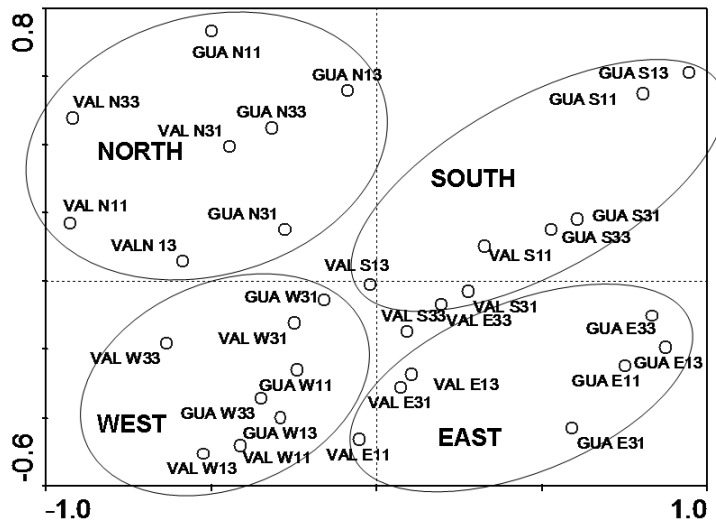 0.8
GUA N11
GUA N13
GUA S13
VAL N33
GUA S11
GUA N33
VAL N31
NORTH
SOUTH
VAL N11
GUA N31
GUA S31
GUA S33
VALN 13
VAL S11
VAL S13
GUA W31
VAL S31
VAL S33
VAL E33
GUA E33
VAL W31
VAL W33
GUA E13
GUA E11
GUA W11
VAL E13
VAL E31
GUA W33
WEST
GUA W13
EAST
GUA E31
VAL E11
VAL W11
VAL W13
-0.6
-1.0
1.0